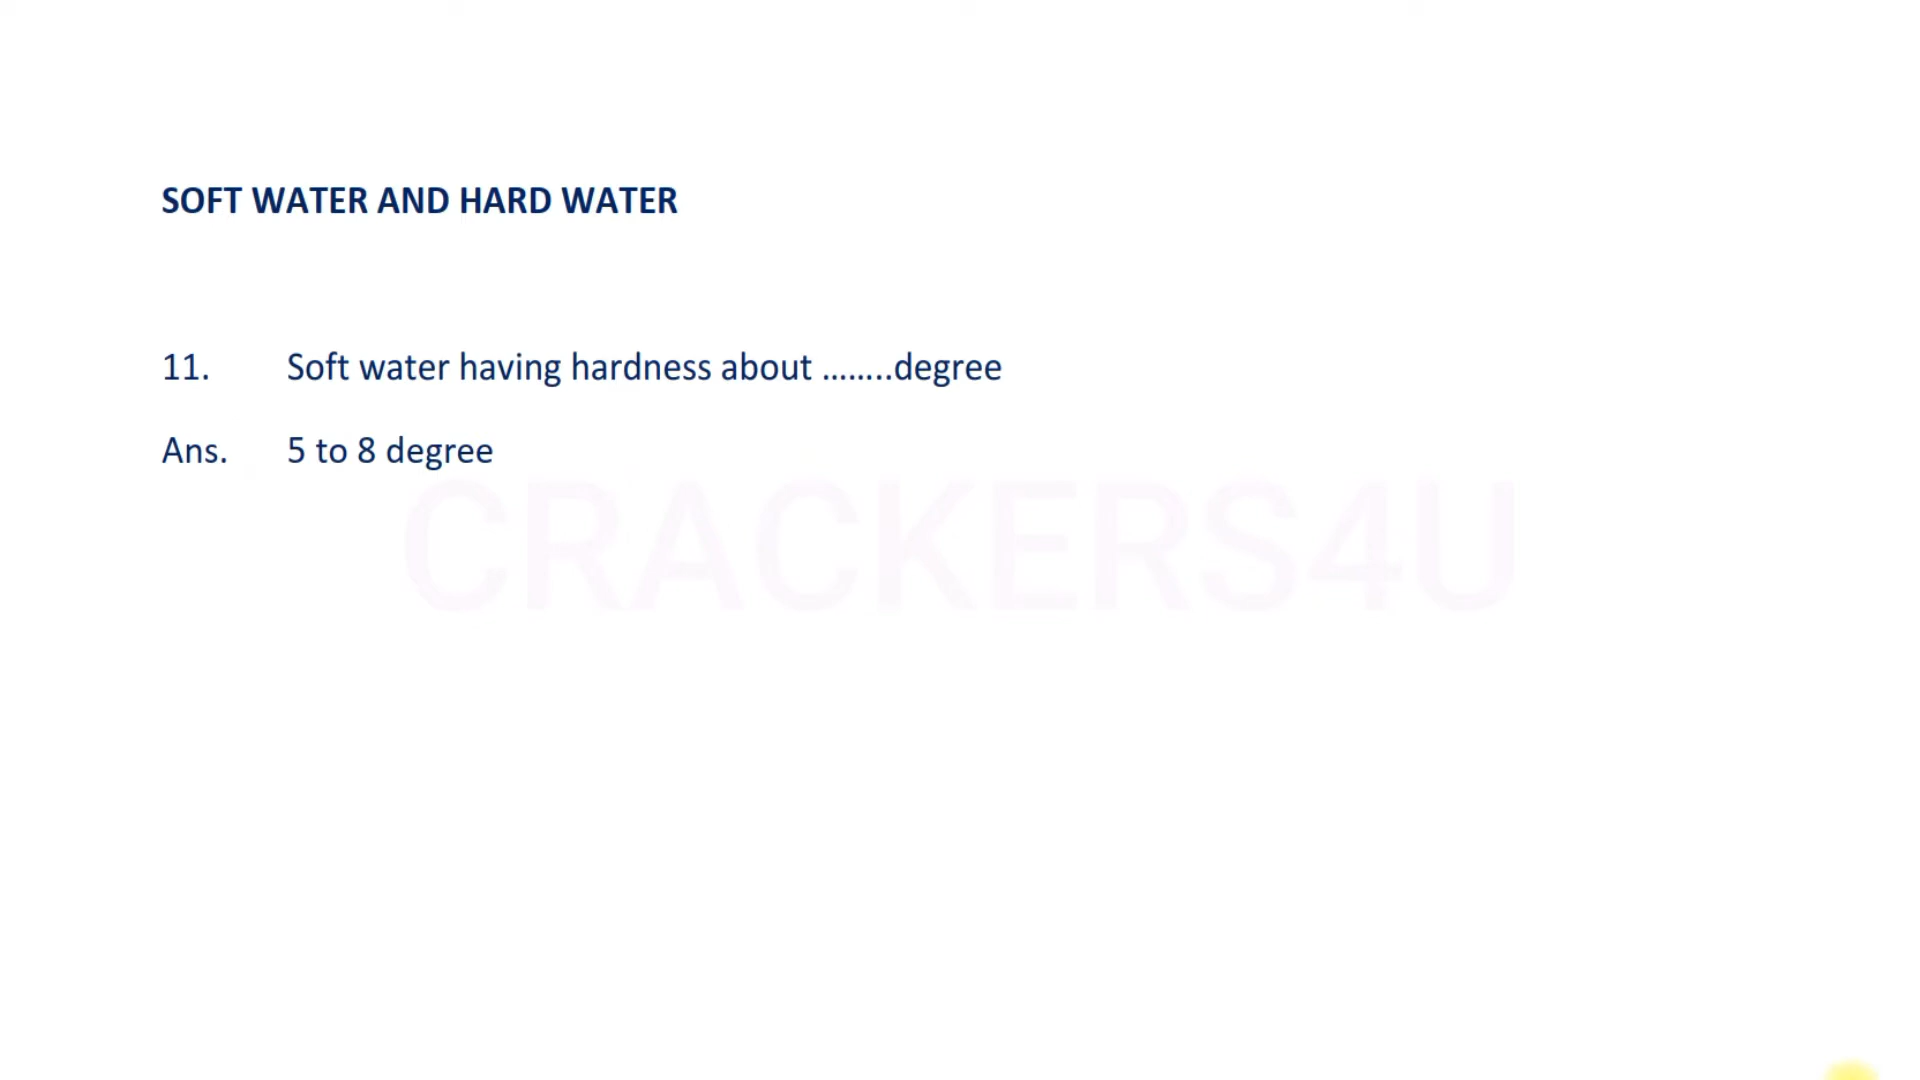 SOFT WATER AND HARD WATER
11. Soft water having hardness about ........degree
Ans. 5 to 8 degree
CRACKERS4U